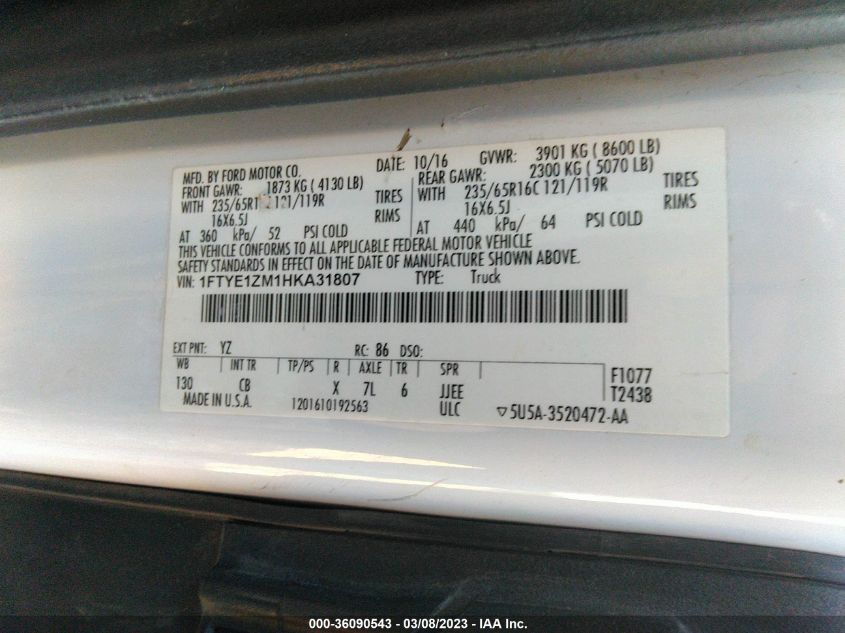 MFD. BY FORD MOTOR CO. DATE: 10/16 GVWR: 3901 KG ( 8600 LB)
FRONT GAWR: 1873 KG ( 4130 LB) REAR GAWR: 2300 KG ( 5070 LB)
WITH 235/65R16C 121/119R TIRES WITH 235/65R16C 121/119R TIRES
16X6.5J RIMS 16X6.5J RIMS
AT 360 kPa/ 52 PSI COLD AT 440 kPa/ 64 PSI COLD
THIS VEHICLE CONFORMS TO ALL APPLICABLE FEDERAL MOTOR VEHICLE
SAFETY STANDARDS IN EFFECT ON THE DATE OF MANUFACTURE SHOWN ABOVE.
VIN: 1FTYE1ZM1HKA31807 TYPE: Truck
EXT PNT: YZ RC: 86 DSO:
WB INT TR TP/PS R AXLE TR SPR
130 CB X 7L 6 JJEE F1077
MADE IN U.S.A. 1201610192563 ULC T2438
▽5U5A-3520472-AA
000-36090543 - 03/08/2023 - IAA Inc.